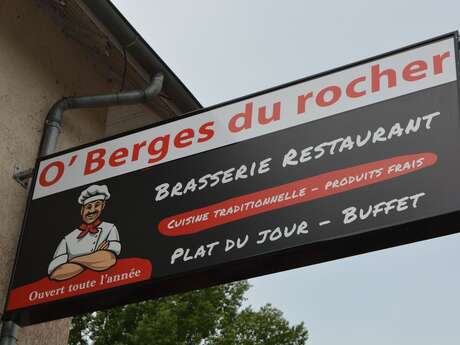 O' Berges du rocher
Brasserie Restaurant
Cuisine traditionnelle – produits frais
Plat du jour – Buffet
Ouvert toute l'année